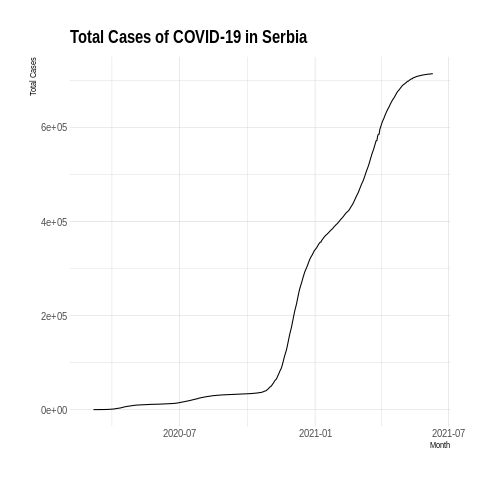 Total Cases of COVID-19 in Serbia
Total Cases
6e+05
4e+05
2e+05
0e+00
2020-07 2021-01 2021-07
Month